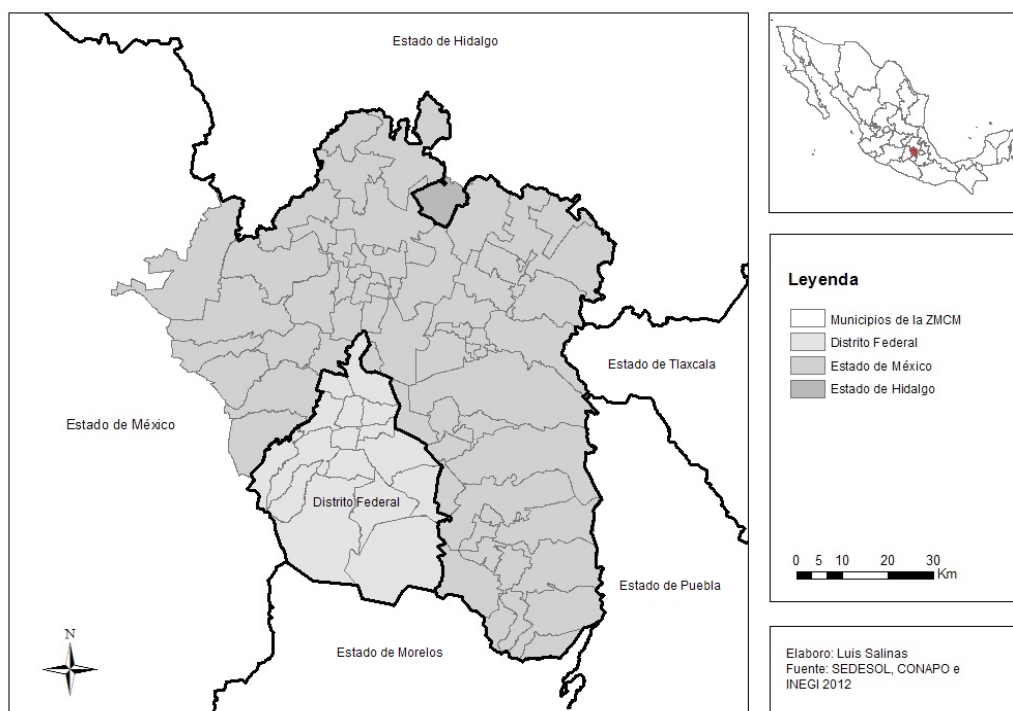 Estado de Hidalgo
Estado de Tlaxcala
Estado de México
Distrito Federal
Estado de Puebla
Estado de Morelos
N
Leyenda
Municipios de la ZMCM
Distrito Federal
Estado de México
Estado de Hidalgo
0 5 10 20 30
Km
Elaboro: Luis Salinas
Fuente: SEDESOL, CONAPO e
INEGI 2012